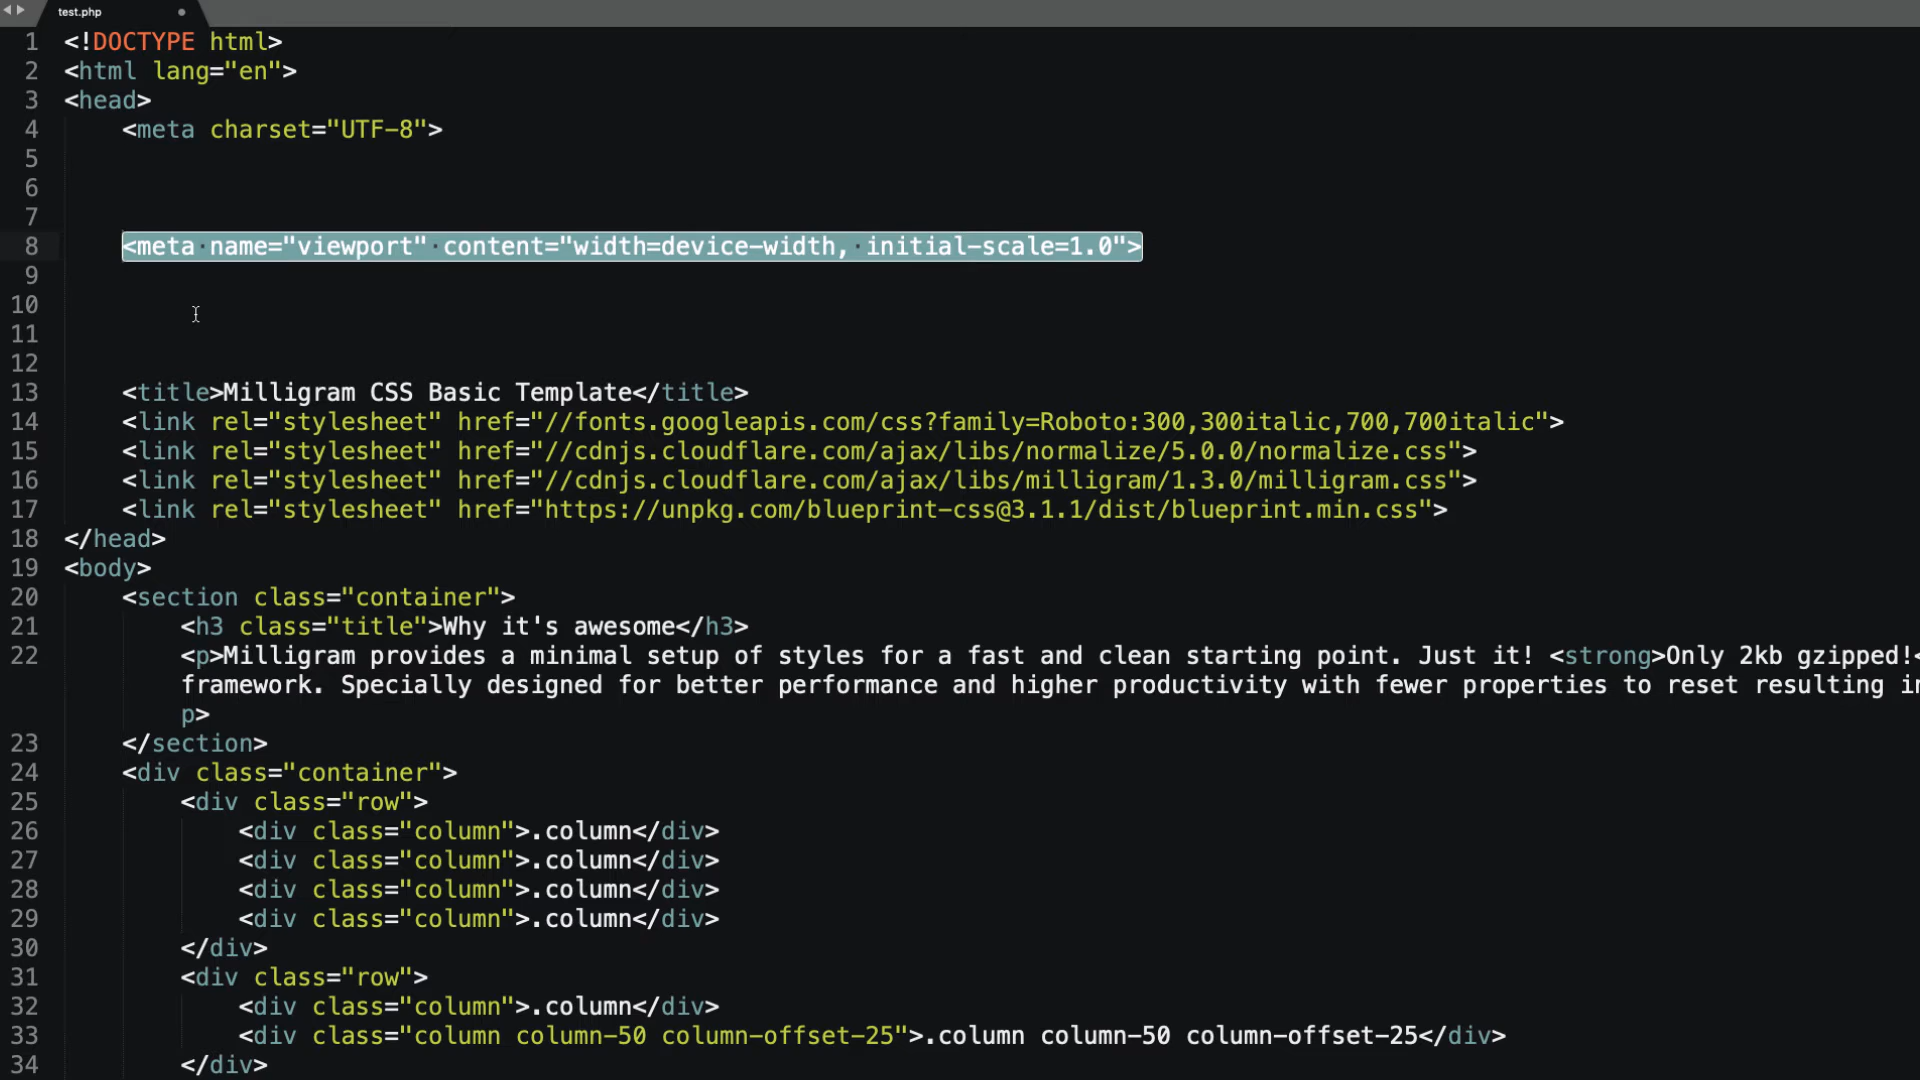 test.php
1 <!DOCTYPE html>
2 <html lang="en">
3 <head>
4 <meta charset="UTF-8">
5
6
7
8 <meta name="viewport" content="width=device-width, initial-scale=1.0">
9
10
11
12
13 <title>Milligram CSS Basic Template</title>
14 <link rel="stylesheet" href="//fonts.googleapis.com/css?family=Roboto:300,300italic,700,700italic">
15 <link rel="stylesheet" href="//cdnjs.cloudflare.com/ajax/libs/normalize/5.0.0/normalize.css">
16 <link rel="stylesheet" href="//cdnjs.cloudflare.com/ajax/libs/milligram/1.3.0/milligram.css">
17 <link rel="stylesheet" href="https://unpkg.com/blueprint-css@3.1.1/dist/blueprint.min.css">
18 </head>
19 <body>
20 <section class="container">
21 <h3 class="title">Why it's awesome</h3>
22 <p>Milligram provides a minimal setup of styles for a fast and clean starting point. Just it! <strong>Only 2kb gzipped!<
framework. Specially designed for better performance and higher productivity with fewer properties to reset resulting in
p>
23 </section>
24 <div class="container">
25 <div class="row">
26 <div class="column">.column</div>
27 <div class="column">.column</div>
28 <div class="column">.column</div>
29 <div class="column">.column</div>
30 </div>
31 <div class="row">
32 <div class="column">.column</div>
33 <div class="column column-50 column-offset-25">.column column-50 column-offset-25</div>
34 </div>